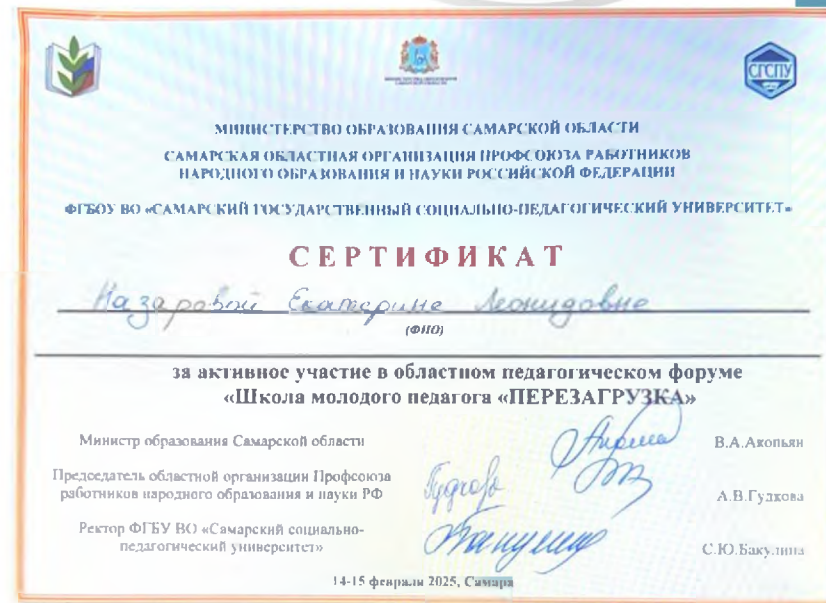 СГСПУ
МИНИСТЕРСТВО ОБРАЗОВАНИЯ САМАРСКОЙ ОБЛАСТИ
САМАРСКАЯ ОБЛАСТНАЯ ОРГАНИЗАЦИЯ ПРОФСОЮЗА РАБОТНИКОВ
НАРОДНОГО ОБРАЗОВАНИЯ И НАУКИ РОССИЙСКОЙ ФЕДЕРАЦИИ
ФГБОУ ВО «САМАРСКИЙ ГОСУДАРСТВЕННЫЙ СОЦИАЛЬНО-ПЕДАГОГИЧЕСКИЙ УНИВЕРСИТЕТ»
СЕРТИФИКАТ
Назаровой Екатерине Леонидовне
(ФИО)
за активное участие в областном педагогическом форуме
«Школа молодого педагога «ПЕРЕЗАГРУЗКА»
Министр образования Самарской области
В.А.Акопьян
Председатель областной организации Профсоюза
работников народного образования и науки РФ
А.В.Гудкова
Ректор ФГБУ ВО «Самарский социально-
педагогический университет»
С.Ю.Бакулина
14-15 февраля 2025, Самара